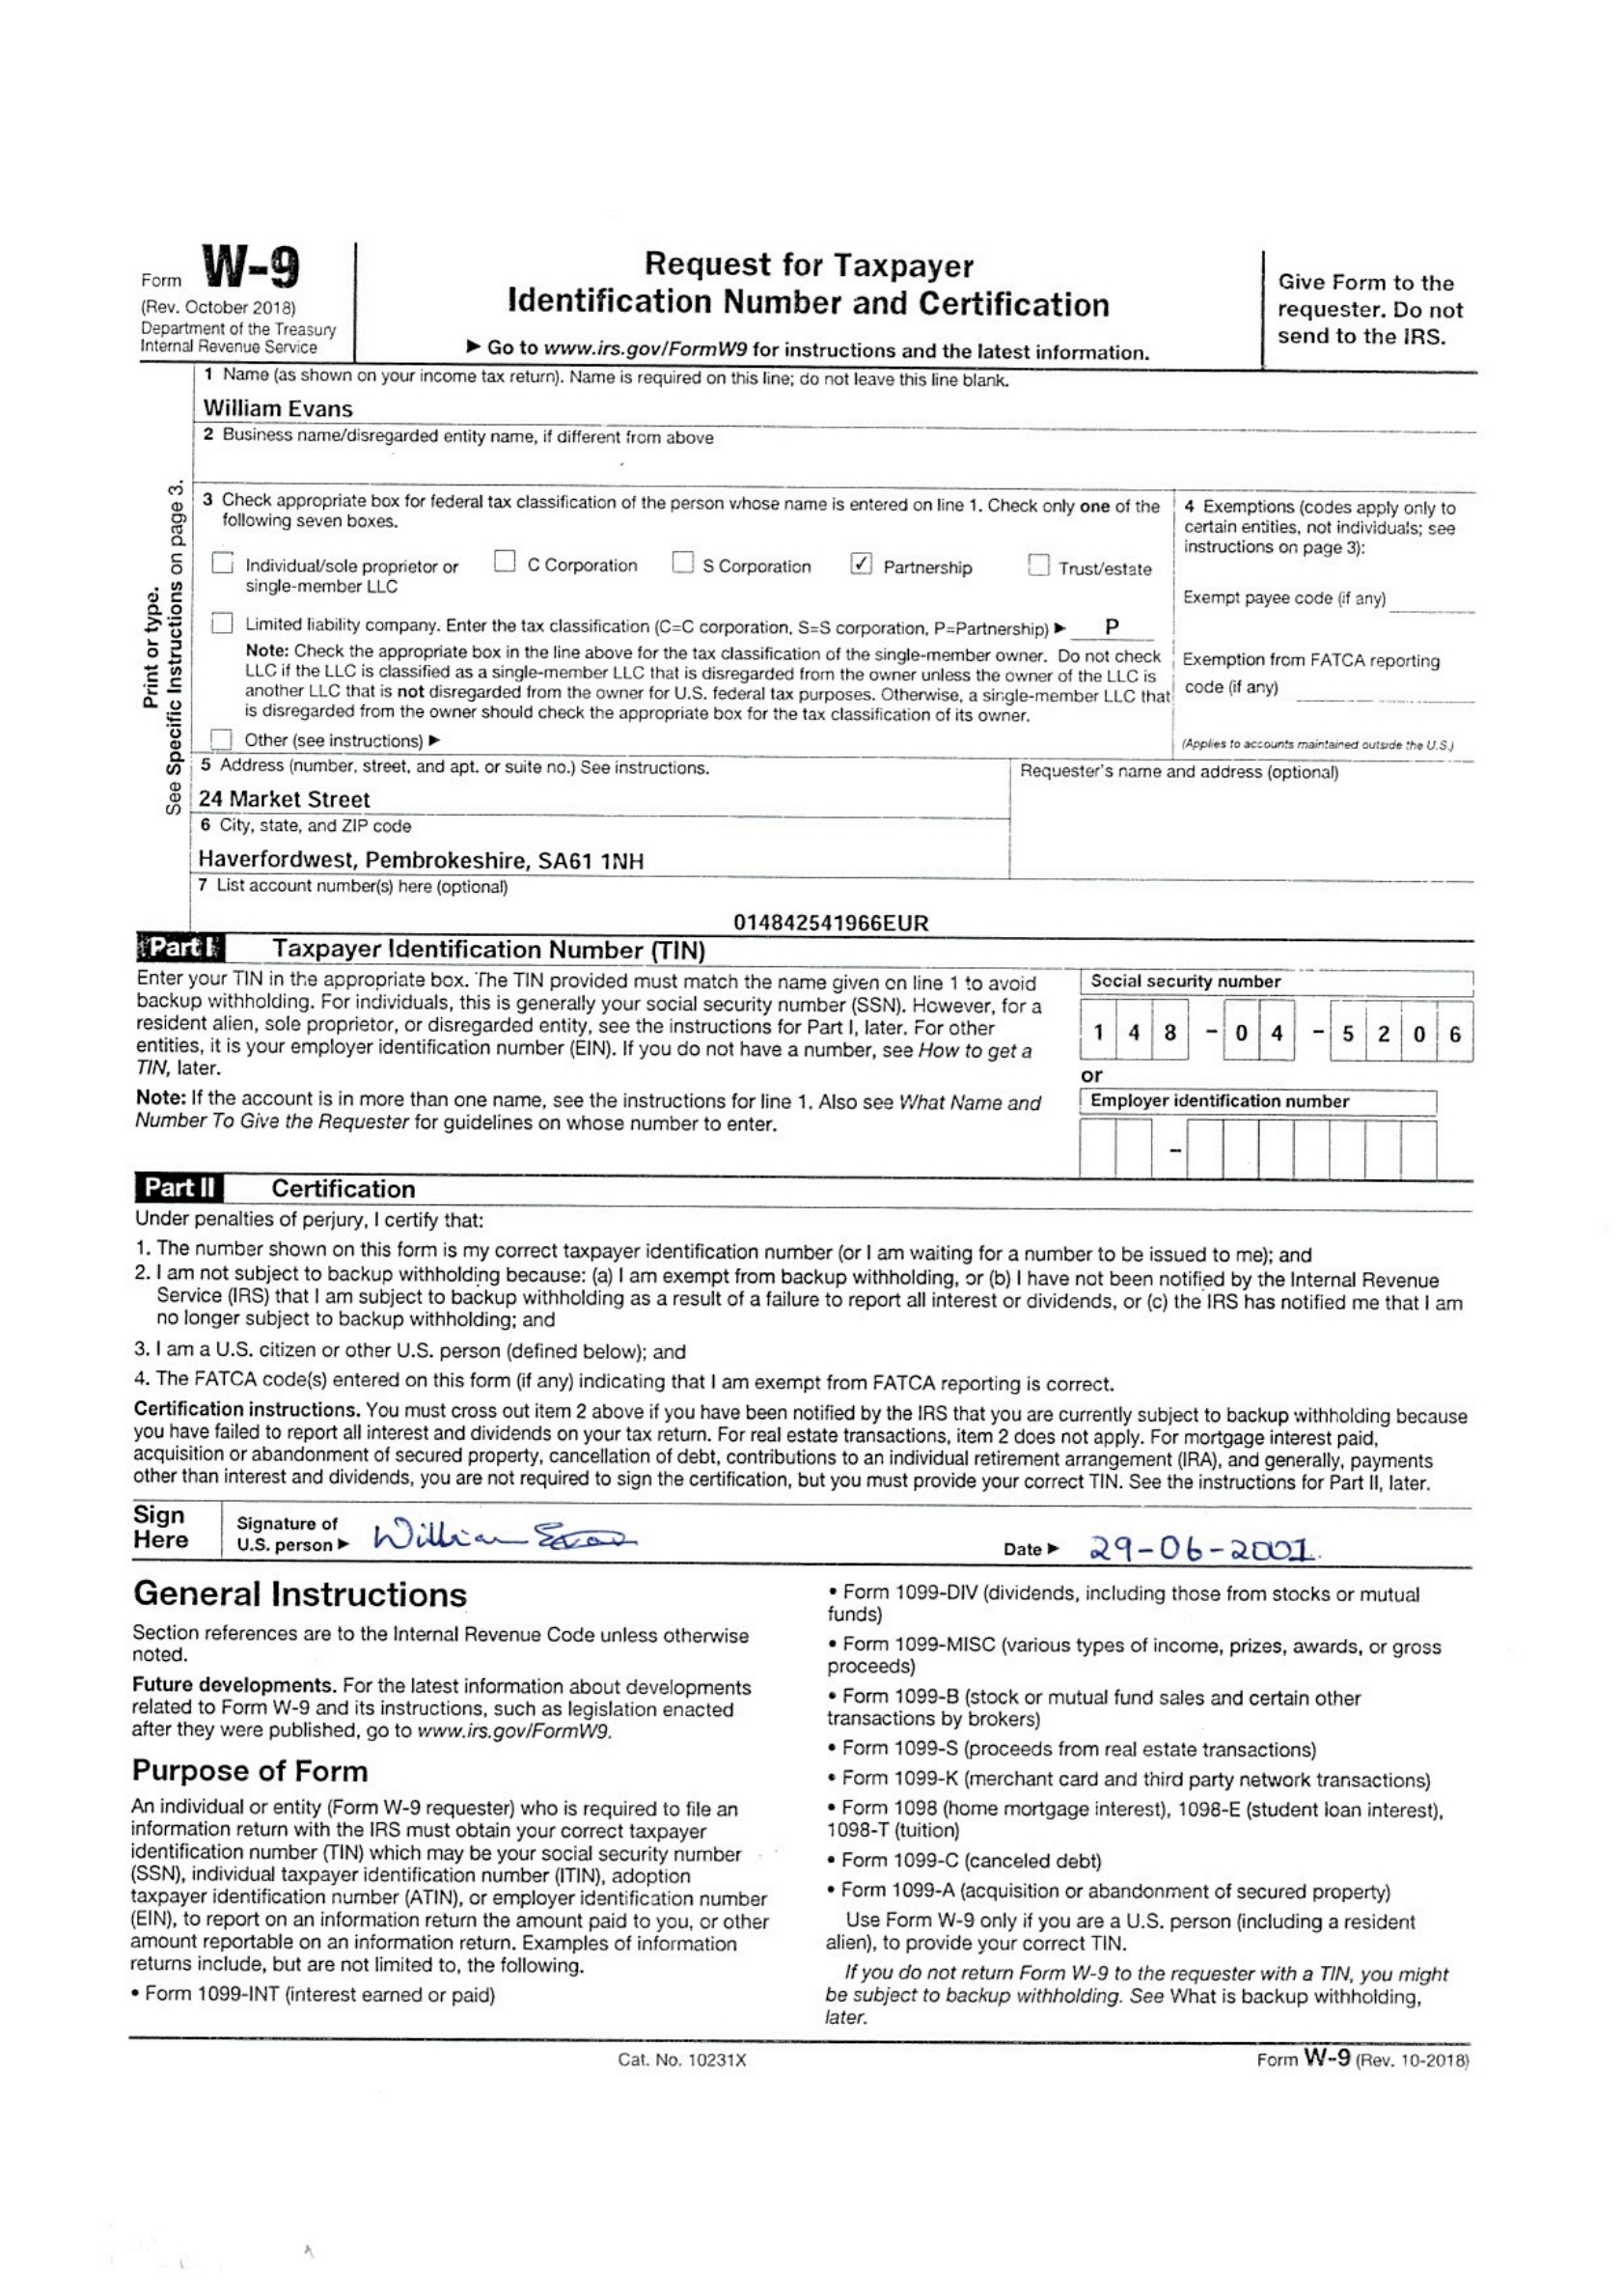 Form W-9
(Rev. October 2018)
Department of the Treasury
Internal Revenue Service
Request for Taxpayer
Identification Number and Certification
▶ Go to www.irs.gov/FormW9 for instructions and the latest information.
Give Form to the
requester. Do not
send to the IRS.
Print or type.
See Specific Instructions on page 3.
1 Name (as shown on your income tax return). Name is required on this line; do not leave this line blank.
William Evans
2 Business name/disregarded entity name, if different from above
3 Check appropriate box for federal tax classification of the person whose name is entered on line 1. Check only one of the
following seven boxes.
Individual/sole proprietor or
single-member LLC
C Corporation
S Corporation
✓ Partnership
Trust/estate
Limited liability company. Enter the tax classification (C=C corporation, S=S corporation, P=Partnership) ▶ P
Note: Check the appropriate box in the line above for the tax classification of the single-member owner. Do not check
LLC if the LLC is classified as a single-member LLC that is disregarded from the owner unless the owner of the LLC is
another LLC that is not disregarded from the owner for U.S. federal tax purposes. Otherwise, a single-member LLC that
is disregarded from the owner should check the appropriate box for the tax classification of its owner.
Other (see instructions) ▶
4 Exemptions (codes apply only to
certain entities, not individuals; see
instructions on page 3):
Exempt payee code (if any)
Exemption from FATCA reporting
code (if any)
(Applies to accounts maintained outside the U.S.)
5 Address (number, street, and apt. or suite no.) See instructions.
24 Market Street
Requester's name and address (optional)
6 City, state, and ZIP code
Haverfordwest, Pembrokeshire, SA61 1NH
7 List account number(s) here (optional)
014842541966EUR
Part I Taxpayer Identification Number (TIN)
Enter your TIN in the appropriate box. The TIN provided must match the name given on line 1 to avoid
backup withholding. For individuals, this is generally your social security number (SSN). However, for a
resident alien, sole proprietor, or disregarded entity, see the instructions for Part I, later. For other
entities, it is your employer identification number (EIN). If you do not have a number, see How to get a
TIN, later.
Note: If the account is in more than one name, see the instructions for line 1. Also see What Name and
Number To Give the Requester for guidelines on whose number to enter.
Social security number
1 4 8 - 0 4 - 5 2 0 6
or
Employer identification number
-
Part II Certification
Under penalties of perjury, I certify that:
1. The number shown on this form is my correct taxpayer identification number (or I am waiting for a number to be issued to me); and
2. I am not subject to backup withholding because: (a) I am exempt from backup withholding, or (b) I have not been notified by the Internal Revenue
Service (IRS) that I am subject to backup withholding as a result of a failure to report all interest or dividends, or (c) the IRS has notified me that I am
no longer subject to backup withholding; and
3. I am a U.S. citizen or other U.S. person (defined below); and
4. The FATCA code(s) entered on this form (if any) indicating that I am exempt from FATCA reporting is correct.
Certification instructions. You must cross out item 2 above if you have been notified by the IRS that you are currently subject to backup withholding because
you have failed to report all interest and dividends on your tax return. For real estate transactions, item 2 does not apply. For mortgage interest paid,
acquisition or abandonment of secured property, cancellation of debt, contributions to an individual retirement arrangement (IRA), and generally, payments
other than interest and dividends, you are not required to sign the certification, but you must provide your correct TIN. See the instructions for Part II, later.
Sign
Here
Signature of
U.S. person ▶ William Evans
Date ▶ 29-06-2001.
General Instructions
Section references are to the Internal Revenue Code unless otherwise
noted.
Future developments. For the latest information about developments
related to Form W-9 and its instructions, such as legislation enacted
after they were published, go to www.irs.gov/FormW9.
Purpose of Form
An individual or entity (Form W-9 requester) who is required to file an
information return with the IRS must obtain your correct taxpayer
identification number (TIN) which may be your social security number
(SSN), individual taxpayer identification number (ITIN), adoption
taxpayer identification number (ATIN), or employer identification number
(EIN), to report on an information return the amount paid to you, or other
amount reportable on an information return. Examples of information
returns include, but are not limited to, the following.
• Form 1099-INT (interest earned or paid)
• Form 1099-DIV (dividends, including those from stocks or mutual
funds)
• Form 1099-MISC (various types of income, prizes, awards, or gross
proceeds)
• Form 1099-B (stock or mutual fund sales and certain other
transactions by brokers)
• Form 1099-S (proceeds from real estate transactions)
• Form 1099-K (merchant card and third party network transactions)
• Form 1098 (home mortgage interest), 1098-E (student loan interest),
1098-T (tuition)
• Form 1099-C (canceled debt)
• Form 1099-A (acquisition or abandonment of secured property)
Use Form W-9 only if you are a U.S. person (including a resident
alien), to provide your correct TIN.
If you do not return Form W-9 to the requester with a TIN, you might
be subject to backup withholding. See What is backup withholding,
later.
Cat. No. 10231X
Form W-9 (Rev. 10-2018)